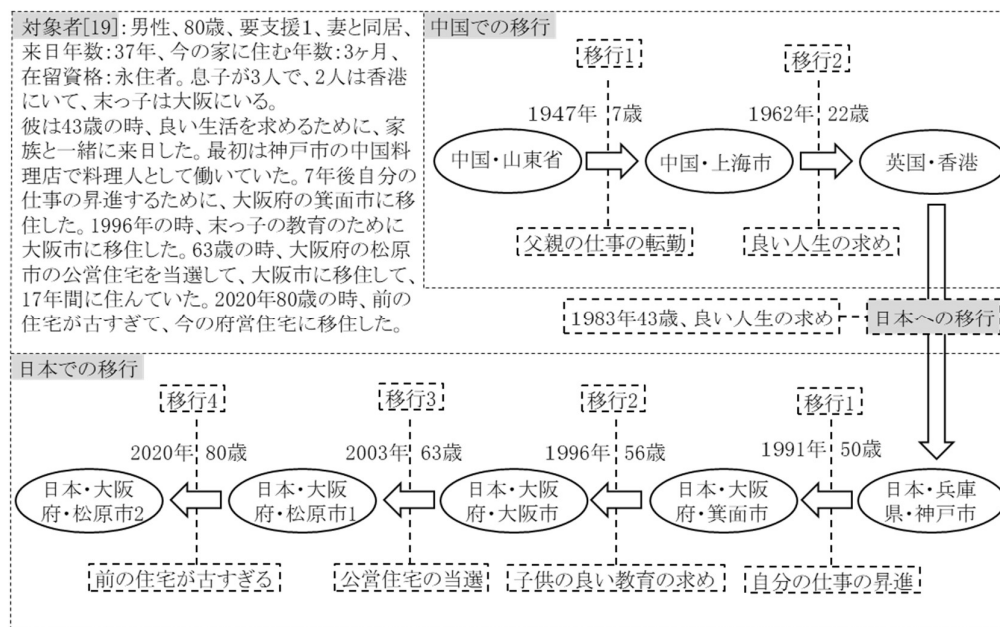 対象者[19]:男性、80歳、要支援1、妻と同居、
来日年数:37年、今の家に住む年数:3ヶ月、
在留資格:永住者。息子が3人で、2人は香港
にいて、末っ子は大阪にいる。
彼は43歳の時、良い生活を求めるために、家
族と一緒に来日した。最初は神戸市の中国料
理店で料理人として働いていた。7年後自分の
仕事の昇進するために、大阪府の箕面市に移
住した。1996年の時、末っ子の教育のために
大阪市に移住した。63歳の時、大阪府の松原
市の公営住宅を当選して、大阪市に移住して、
17年間に住んていた。2020年80歳の時、前の
住宅が古すぎて、今の府営住宅に移住した。
中国での移行
移行1
移行2
1947年 7歳
1962年 22歳
中国・山東省
中国・上海市
英国・香港
父親の仕事の転勤
良い人生の求め
1983年43歳、良い人生の求め
日本への移行
日本での移行
移行4
移行3
移行2
移行1
2020年 80歳
2003年 63歳
1996年 56歳
1991年 50歳
日本・大阪
府・松原市2
日本・大阪
府・松原市1
日本・大阪
府・大阪市
日本・大阪
府・箕面市
日本・兵庫
県・神戸市
前の住宅が古すぎる
公営住宅の当選
子供の良い教育の求め
自分の仕事の昇進